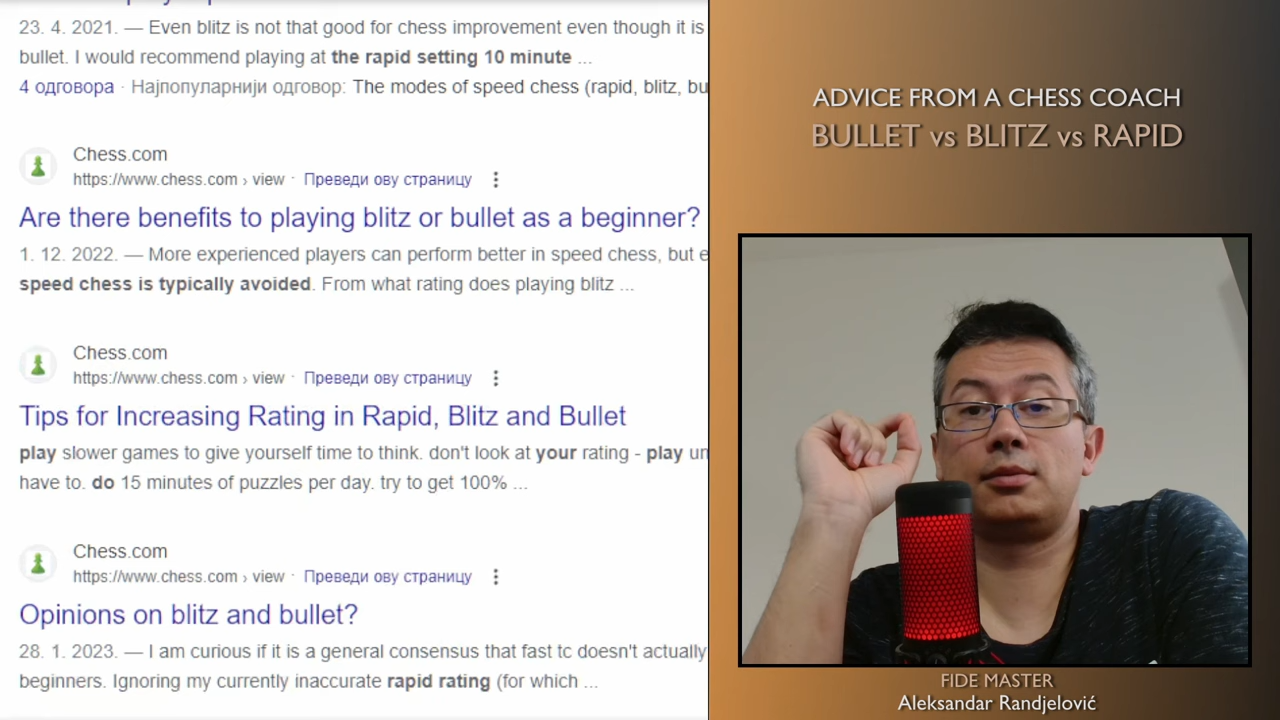 23. 4. 2021. — Even blitz is not that good for chess improvement even though it is
bullet. I would recommend playing at the rapid setting 10 minute ...
4 одговора · Најпопуларнији одговор: The modes of speed chess (rapid, blitz, bu
Chess.com
https://www.chess.com › view · Преведи ову страницу
Are there benefits to playing blitz or bullet as a beginner?
1. 12. 2022. — More experienced players can perform better in speed chess, but e
speed chess is typically avoided. From what rating does playing blitz ...
Chess.com
https://www.chess.com › view · Преведи ову страницу
Tips for Increasing Rating in Rapid, Blitz and Bullet
play slower games to give yourself time to think. don't look at your rating - play un
have to. do 15 minutes of puzzles per day. try to get 100% ...
Chess.com
https://www.chess.com › view · Преведи ову страницу
Opinions on blitz and bullet?
28. 1. 2023. — I am curious if it is a general consensus that fast tc doesn't actually
beginners. Ignoring my currently inaccurate rapid rating (for which ...
ADVICE FROM A CHESS COACH
BULLET vs BLITZ vs RAPID
FIDE MASTER
Aleksandar Randjelović